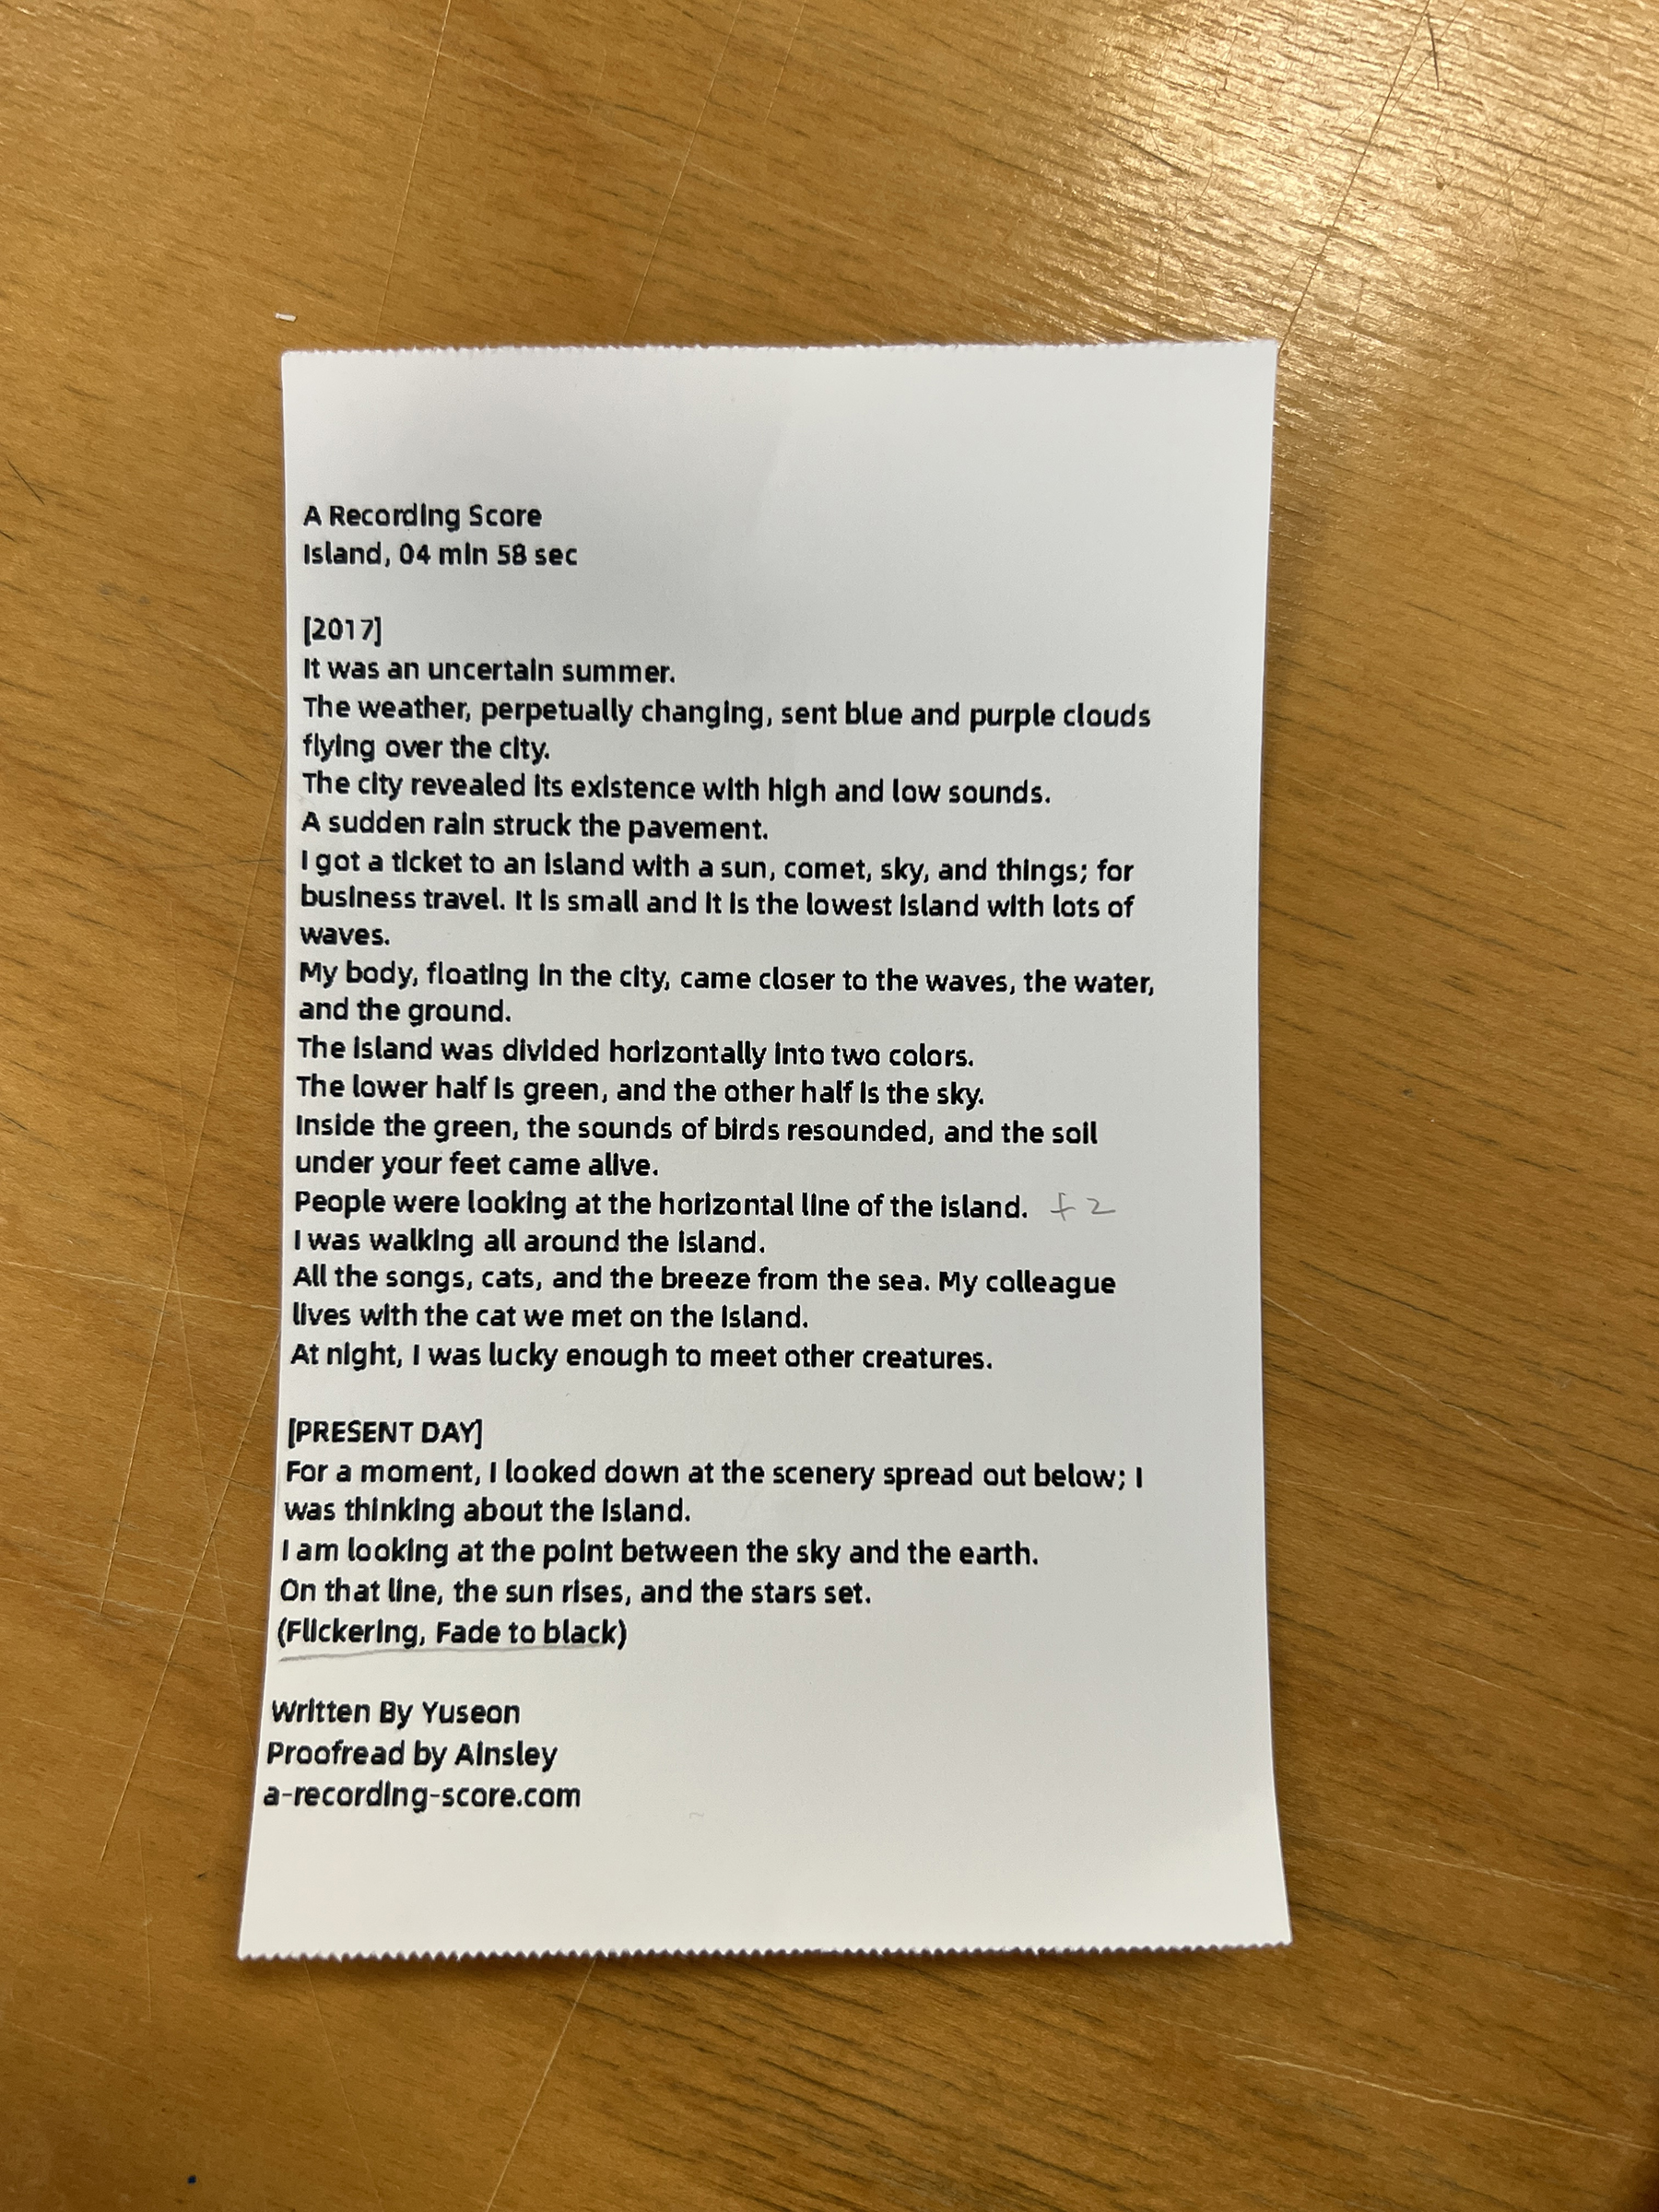 A Recording Score
Island, 04 min 58 sec
[2017]
It was an uncertain summer.
The weather, perpetually changing, sent blue and purple clouds
flying over the city.
The city revealed its existence with high and low sounds.
A sudden rain struck the pavement.
I got a ticket to an island with a sun, comet, sky, and things; for
business travel. It is small and it is the lowest island with lots of
waves.
My body, floating in the city, came closer to the waves, the water,
and the ground.
The island was divided horizontally into two colors.
The lower half is green, and the other half is the sky.
Inside the green, the sounds of birds resounded, and the soil
under your feet came alive.
People were looking at the horizontal line of the island.
I was walking all around the island.
All the songs, cats, and the breeze from the sea. My colleague
lives with the cat we met on the island.
At night, I was lucky enough to meet other creatures.
[PRESENT DAY]
For a moment, I looked down at the scenery spread out below; I
was thinking about the island.
I am looking at the point between the sky and the earth.
On that line, the sun rises, and the stars set.
(Flickering, Fade to black)
Written By Yuseon
Proofread by Ainsley
a-recording-score.com